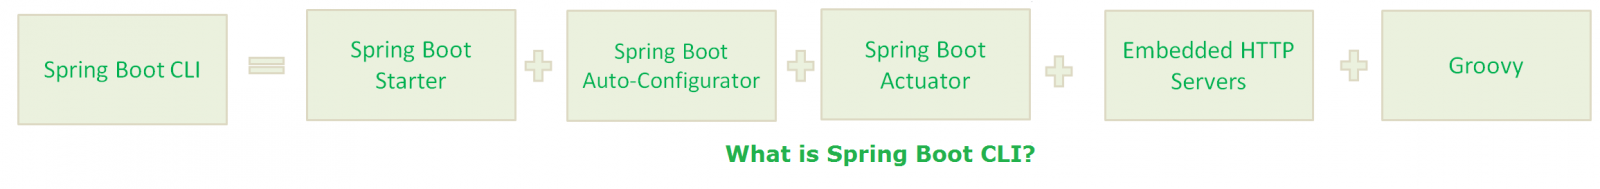 Spring Boot CLI
Spring Boot
Starter
Spring Boot
Auto-Configurator
Spring Boot
Actuator
Embedded HTTP
Servers
Groovy
What is Spring Boot CLI?